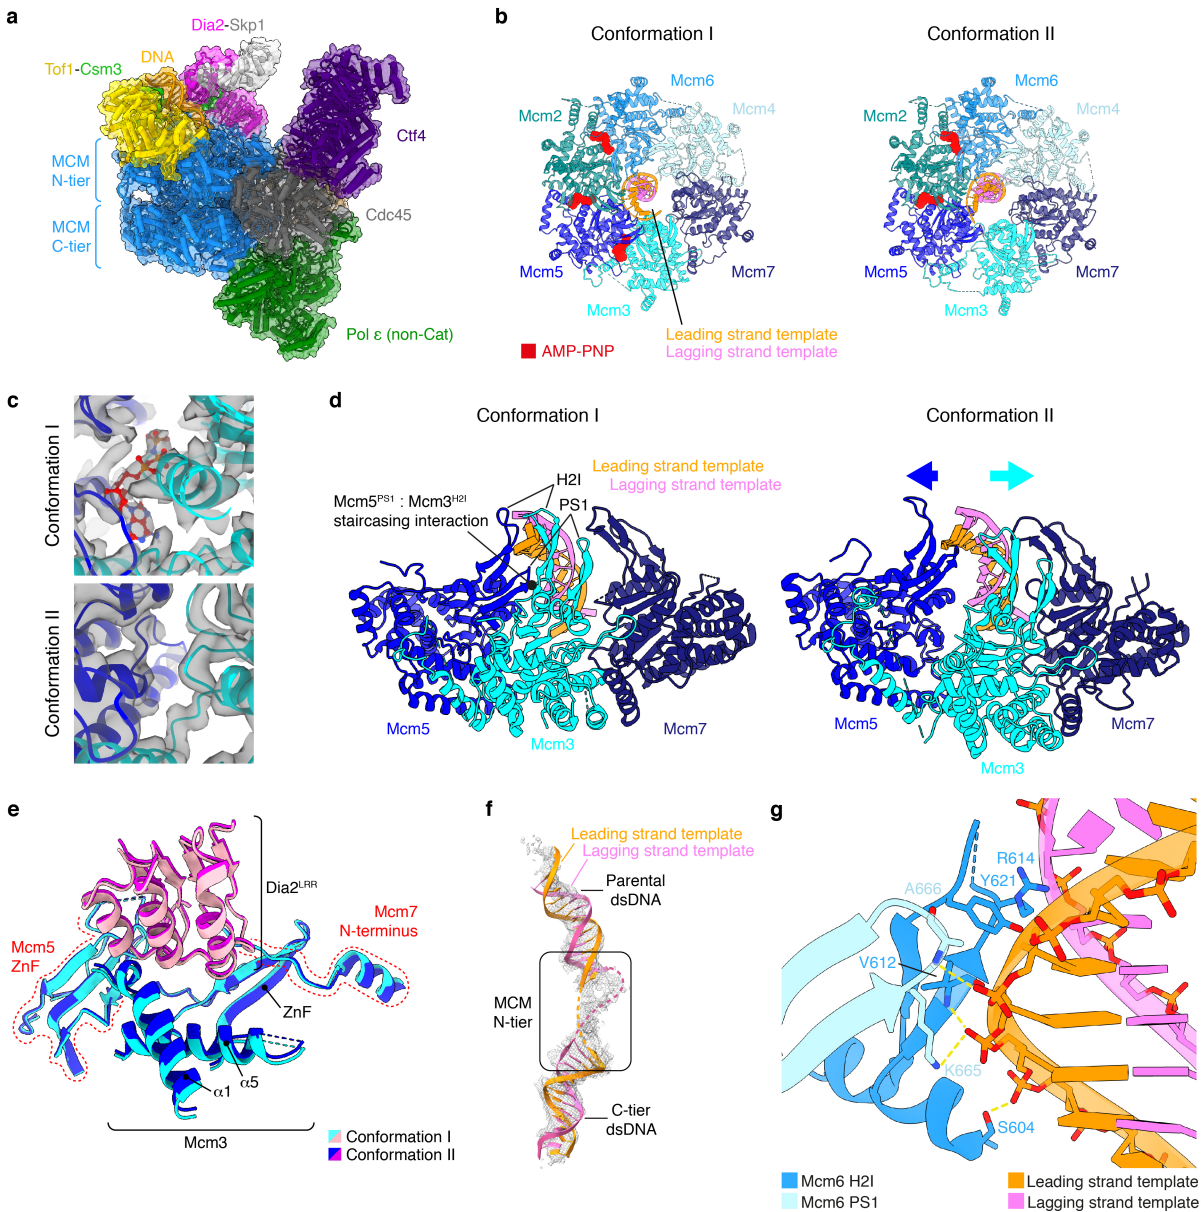 a
Dia2-Skp1
DNA
Tof1-Csm3
MCM
N-tier
MCM
C-tier
Ctf4
Cdc45
Pol ε (non-Cat)
b
Conformation I
Conformation II
Mcm6
Mcm2
Mcm4
Mcm5
Mcm7
Mcm3
Mcm6
Mcm2
Mcm4
Mcm5
Mcm7
Mcm3
Leading strand template
Lagging strand template
AMP-PNP
c
Conformation I
Conformation II
d
Conformation I
Conformation II
Leading strand template
Lagging strand template
H2I
PS1
Mcm5PS1 : Mcm3H2I
staircasing interaction
Mcm5
Mcm3
Mcm7
Mcm5
Mcm3
Mcm7
e
Dia2LRR
Mcm7
N-terminus
Mcm5
ZnF
ZnF
α5
α1
Mcm3
Conformation I
Conformation II
f
Leading strand template
Lagging strand template
Parental
dsDNA
MCM
N-tier
C-tier
dsDNA
g
R614
Y621
A666
V612
K665
S604
Mcm6 H2I
Mcm6 PS1
Leading strand template
Lagging strand template